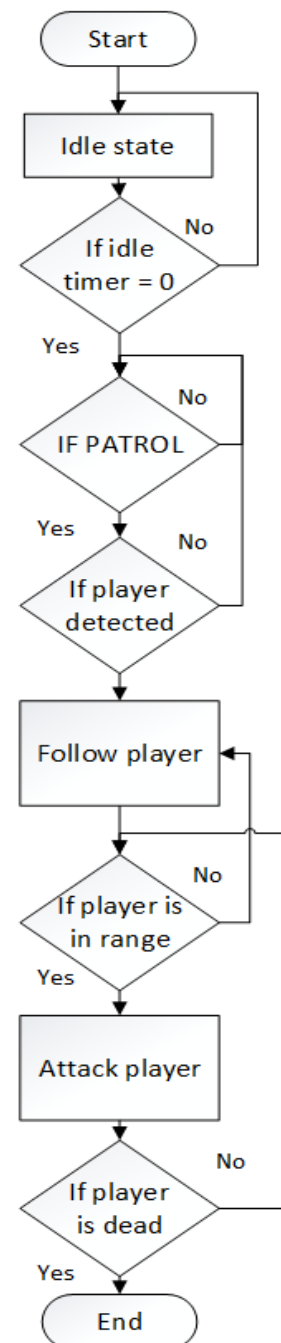 Start
Idle state
No
If idle
timer = 0
Yes
No
IF PATROL
Yes
No
If player
detected
Follow player
No
If player is
in range
Yes
Attack player
No
If player
is dead
Yes
End